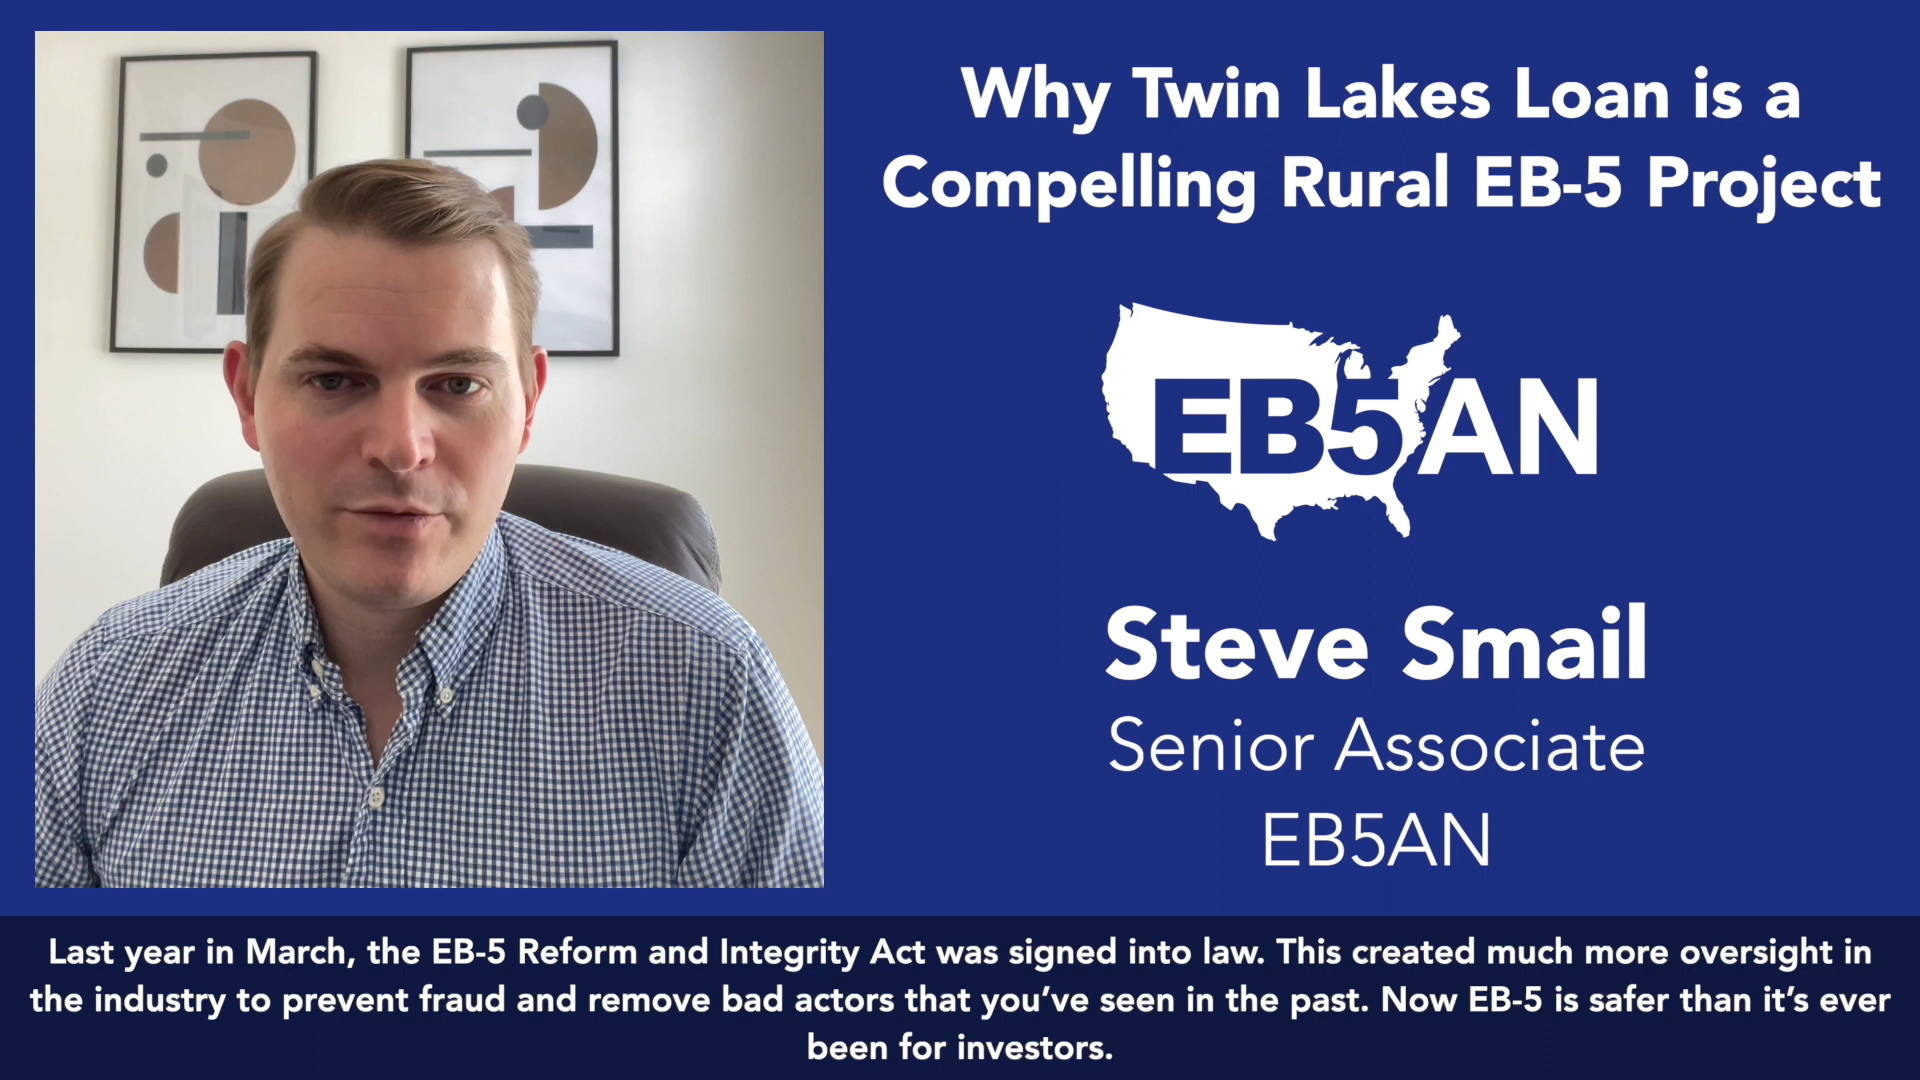 Why Twin Lakes Loan is a
Compelling Rural EB-5 Project
EB5AN
Steve Smail
Senior Associate
EB5AN
Last year in March, the EB-5 Reform and Integrity Act was signed into law. This created much more oversight in
the industry to prevent fraud and remove bad actors that you’ve seen in the past. Now EB-5 is safer than it’s ever
been for investors.